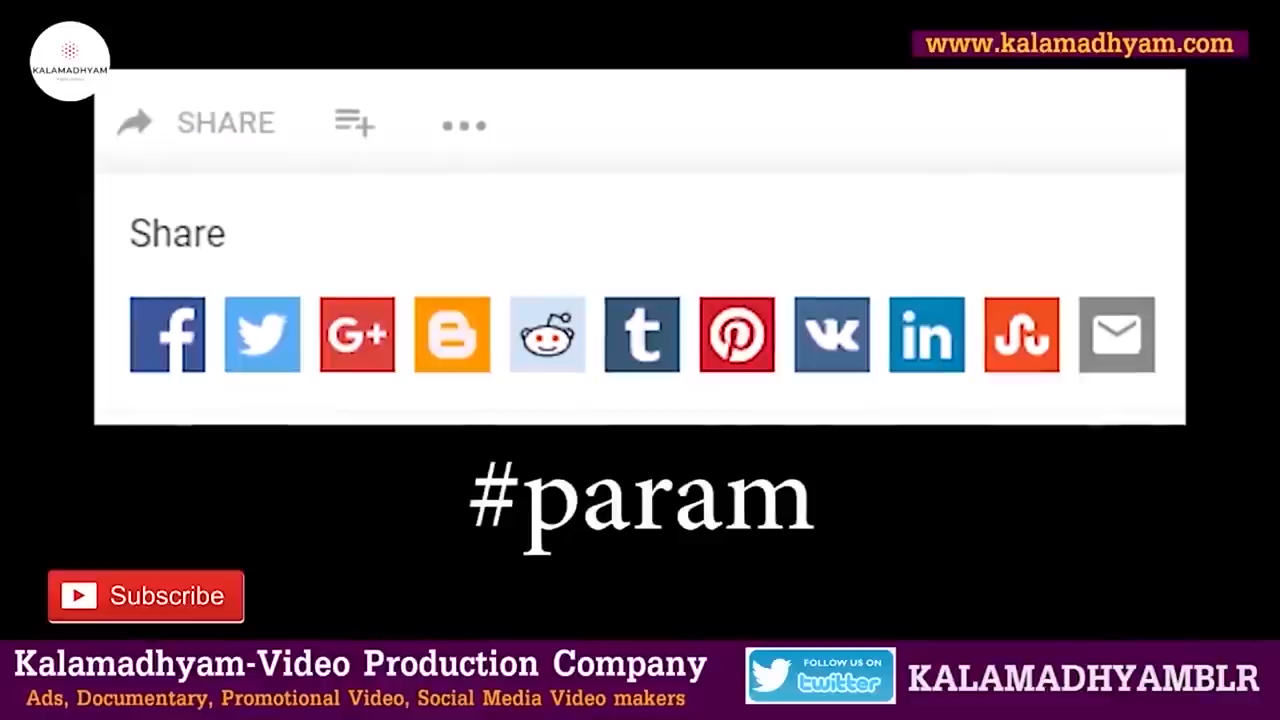 KALAMADHYAM
www.kalamadhyam.com
SHARE
Share
#param
Subscribe
Kalamadhyam-Video Production Company
Ads, Documentary, Promotional Video, Social Media Video makers
FOLLOW US ON
twitter
KALAMADHYAMBLR